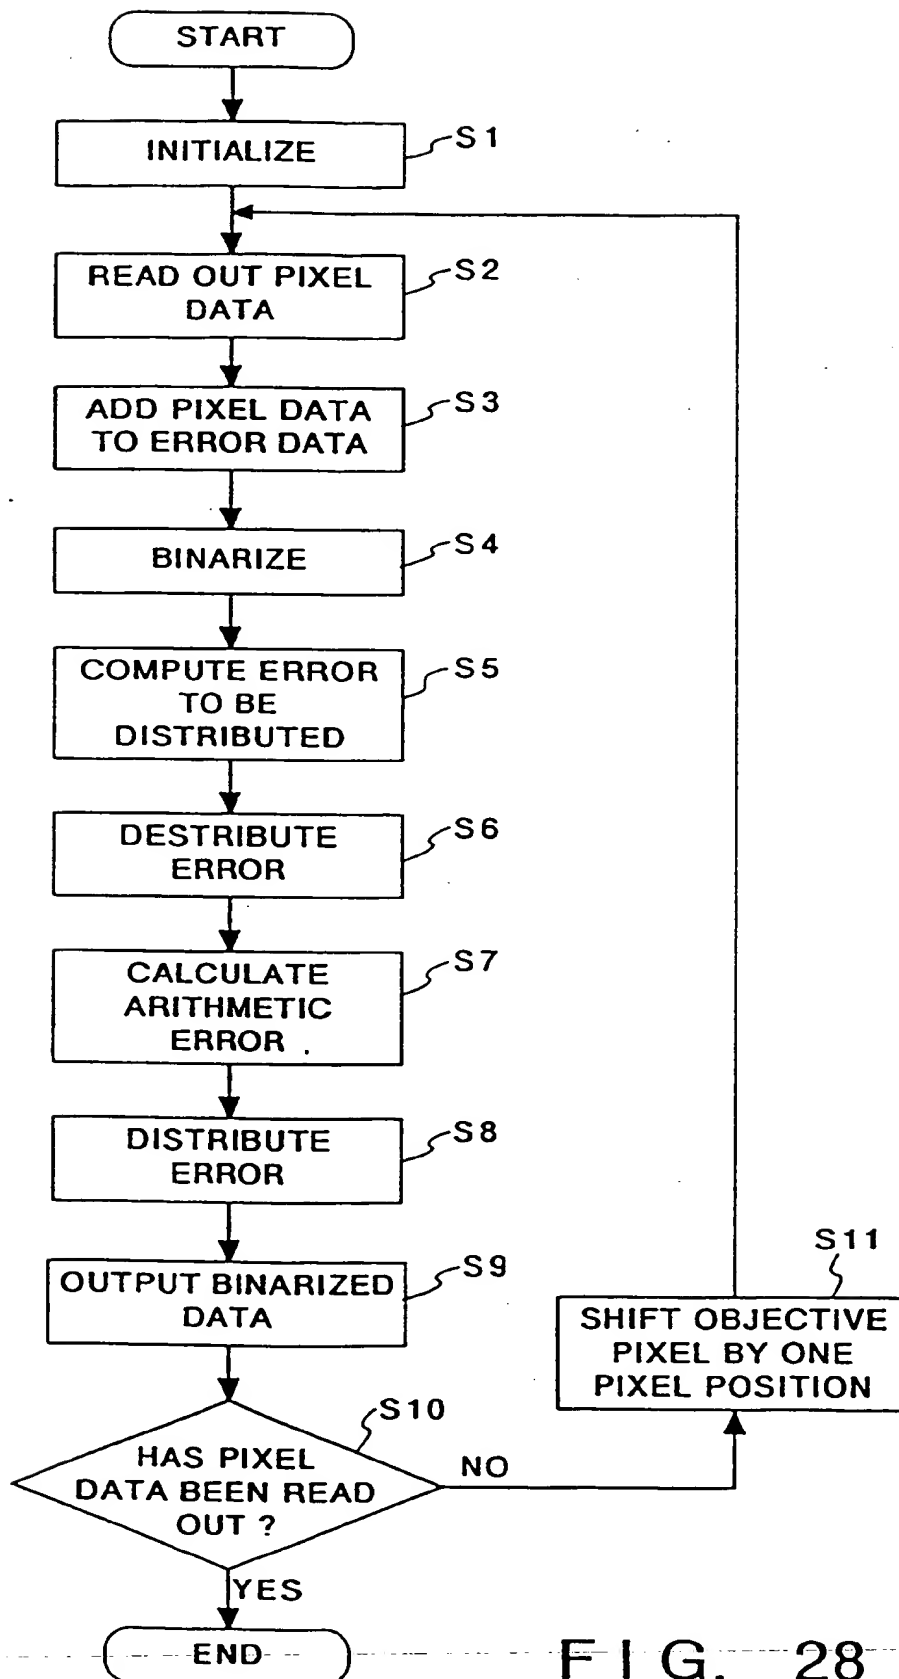 START
INITIALIZE
S1
READ OUT PIXEL
DATA
S2
ADD PIXEL DATA
TO ERROR DATA
S3
BINARIZE
S4
COMPUTE ERROR
TO BE
DISTRIBUTED
S5
DESTRIBUTE
ERROR
S6
CALCULATE
ARITHMETIC
ERROR
S7
DISTRIBUTE
ERROR
S8
OUTPUT BINARIZED
DATA
S9
HAS PIXEL
DATA BEEN READ
OUT ?
S10
NO
SHIFT OBJECTIVE
PIXEL BY ONE
PIXEL POSITION
S11
YES
END
FIG. 28